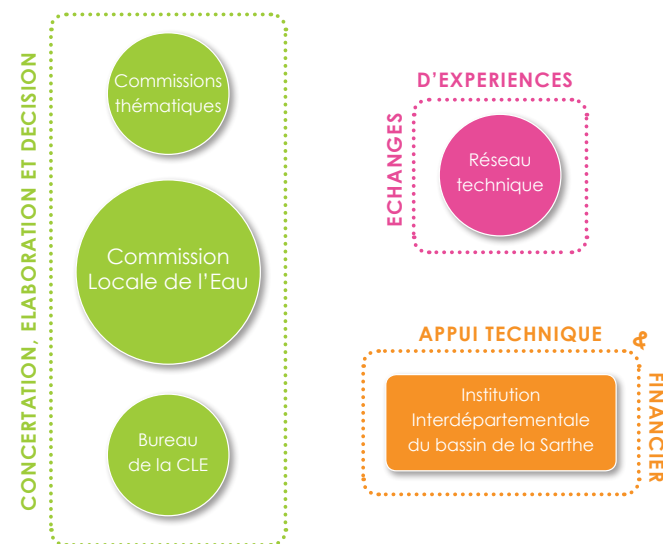 CONCERTATION, ELABORATION ET DECISION
Commissions
thématiques
Commission
Locale de l'Eau
Bureau
de la CLE
ECHANGES
D'EXPERIENCES
Réseau
technique
APPUI TECHNIQUE
&
FINANCIER
Institution
Interdépartementale
du bassin de la Sarthe